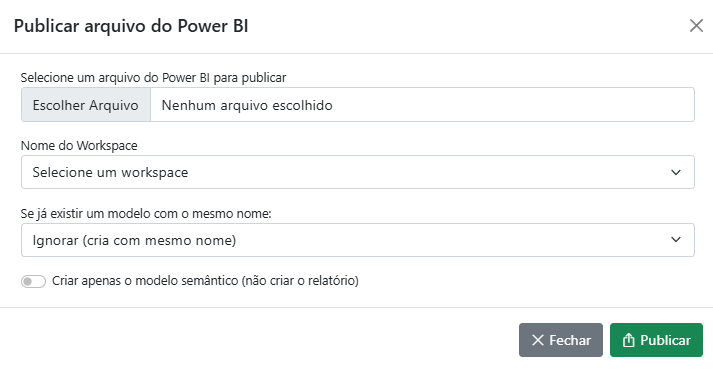 Publicar arquivo do Power BI
Selecione um arquivo do Power BI para publicar
Escolher Arquivo Nenhum arquivo escolhido
Nome do Workspace
Selecione um workspace
Se já existir um modelo com o mesmo nome:
Ignorar (cria com mesmo nome)
Criar apenas o modelo semântico (não criar o relatório)
Fechar Publicar